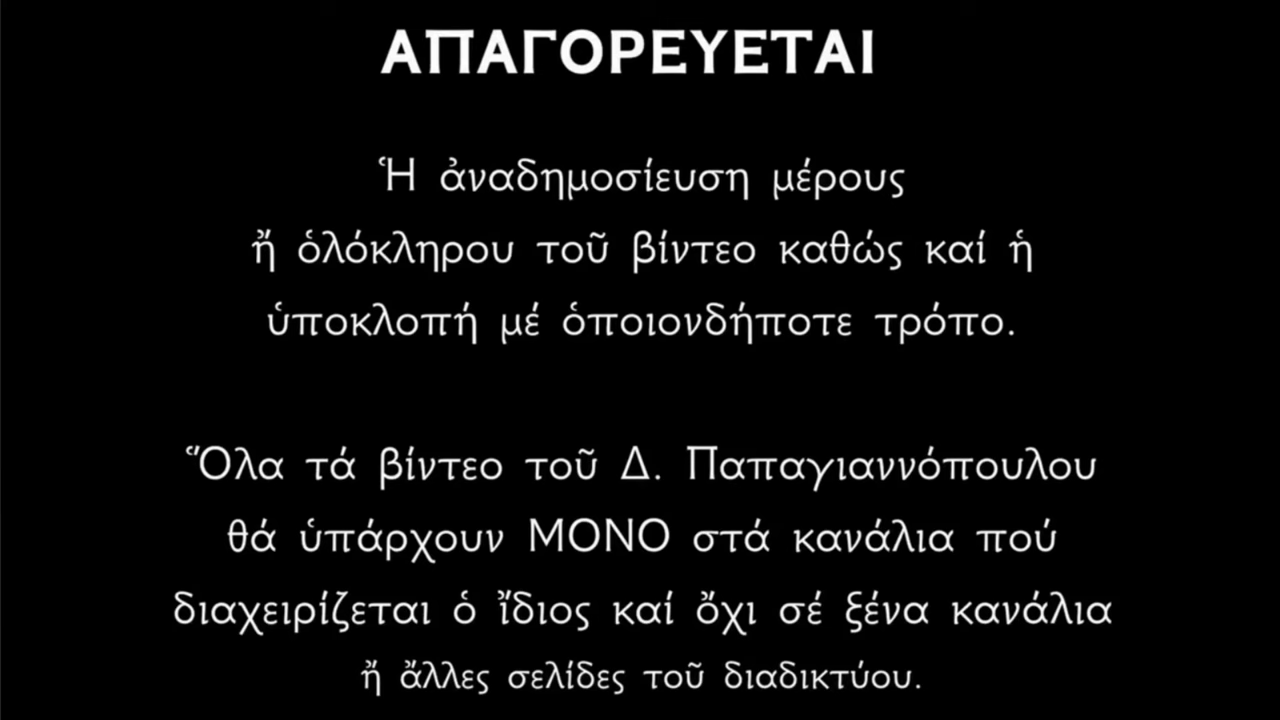 ΑΠΑΓΟΡΕΥΕΤΑΙ
Ἡ ἀναδημοσίευση μέρους
ἤ ὁλόκληρου τοῦ βίντεο καθώς καί ἡ
ὑποκλοπή μέ ὁποιονδήποτε τρόπο.
Ὅλα τά βίντεο τοῦ Δ. Παπαγιαννόπουλου
θά ὑπάρχουν ΜΟΝΟ στά κανάλια πού
διαχειρίζεται ὁ ἴδιος καί ὄχι σέ ξένα κανάλια
ἤ ἄλλες σελίδες τοῦ διαδικτύου.